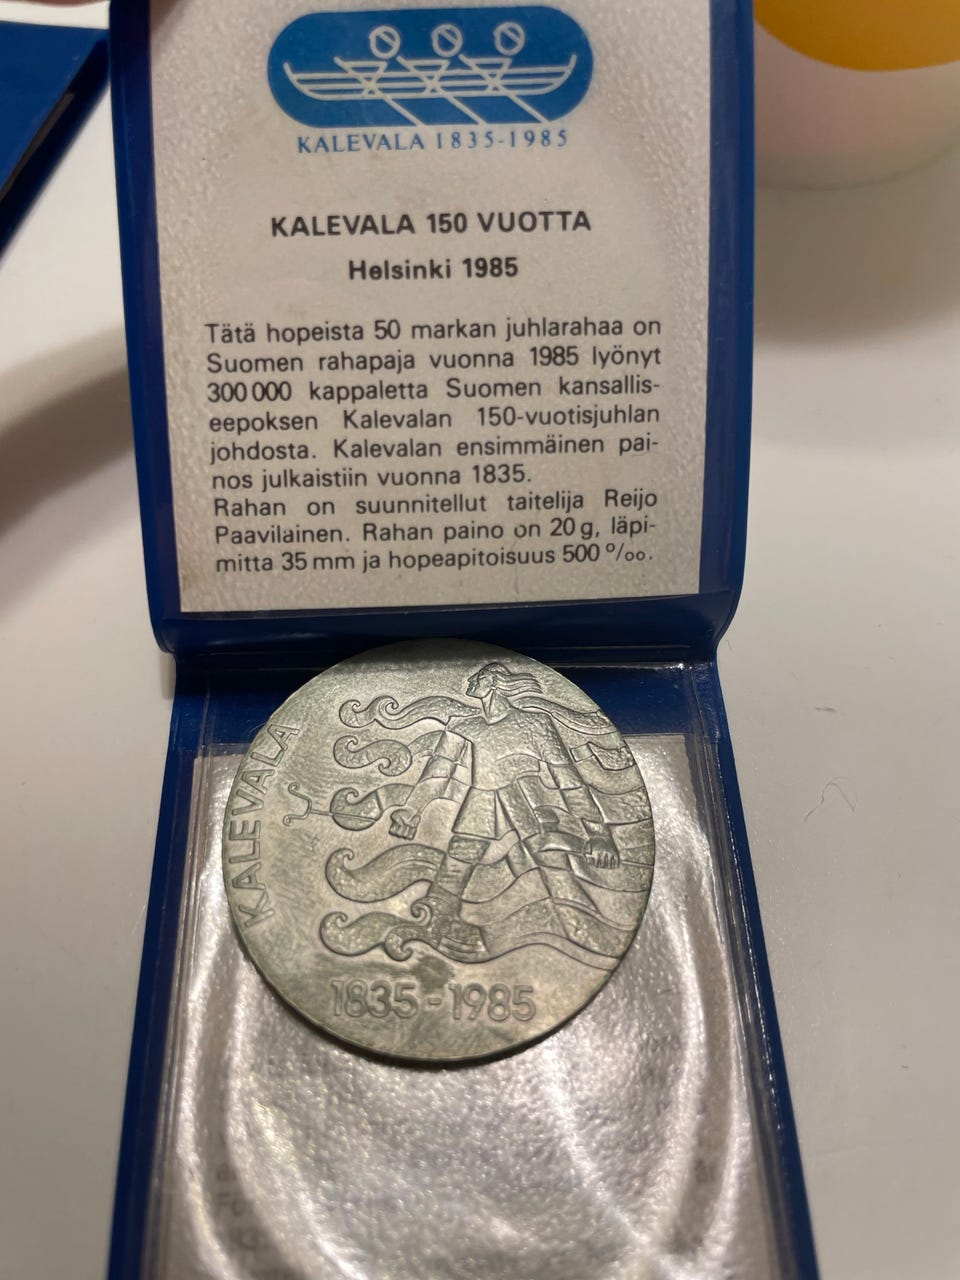 KALEVALA 1835-1985
KALEVALA 150 VUOTTA
Helsinki 1985
Tätä hopeista 50 markan juhlarahaa on
Suomen rahapaja vuonna 1985 lyönyt
300 000 kappaletta Suomen kansallis-
eepoksen Kalevalan 150-vuotisjuhlan
johdosta. Kalevalan ensimmäinen pai-
nos julkaistiin vuonna 1835.
Rahan on suunnitellut taitelija Reijo
Paavilainen. Rahan paino on 20 g, läpi-
mitta 35 mm ja hopeapitoisuus 500 ‰.
KALEVALA
1835-1985